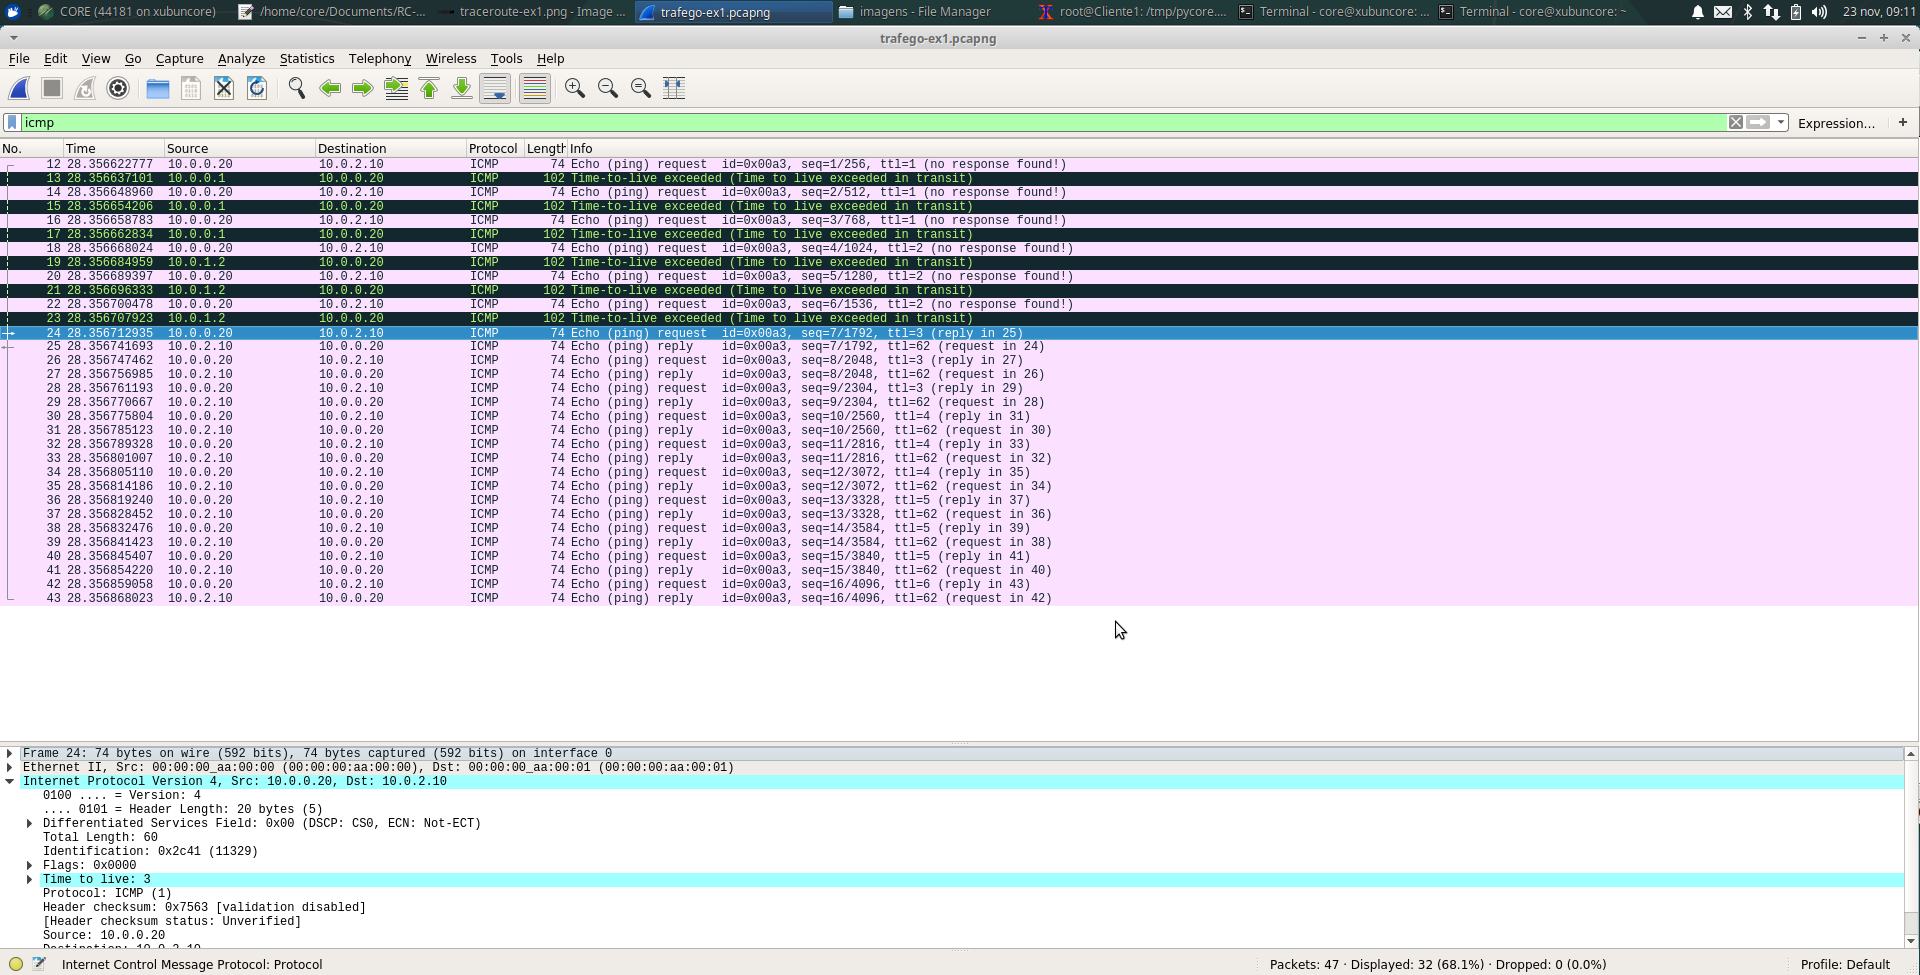 CORE (44181 on xubuncore) /home/core/Documents/RC-... traceroute-ex1.png - Image ... trafego-ex1.pcapng imagens - File Manager root@Cliente1: /tmp/pycore.... Terminal - core@xubuncore: ... Terminal - core@xubuncore: ~ 23 nov, 09:11
trafego-ex1.pcapng
File Edit View Go Capture Analyze Statistics Telephony Wireless Tools Help
icmp Expression... +
No. Time Source Destination Protocol Length Info
12 28.356622777 10.0.0.20 10.0.2.10 ICMP 74 Echo (ping) request id=0x00a3, seq=1/256, ttl=1 (no response found!)
13 28.356637101 10.0.0.1 10.0.0.20 ICMP 102 Time-to-live exceeded (Time to live exceeded in transit)
14 28.356648960 10.0.0.20 10.0.2.10 ICMP 74 Echo (ping) request id=0x00a3, seq=2/512, ttl=1 (no response found!)
15 28.356654206 10.0.0.1 10.0.0.20 ICMP 102 Time-to-live exceeded (Time to live exceeded in transit)
16 28.356658783 10.0.0.20 10.0.2.10 ICMP 74 Echo (ping) request id=0x00a3, seq=3/768, ttl=1 (no response found!)
17 28.356662834 10.0.0.1 10.0.0.20 ICMP 102 Time-to-live exceeded (Time to live exceeded in transit)
18 28.356668024 10.0.0.20 10.0.2.10 ICMP 74 Echo (ping) request id=0x00a3, seq=4/1024, ttl=2 (no response found!)
19 28.356684959 10.0.1.2 10.0.0.20 ICMP 102 Time-to-live exceeded (Time to live exceeded in transit)
20 28.356689397 10.0.0.20 10.0.2.10 ICMP 74 Echo (ping) request id=0x00a3, seq=5/1280, ttl=2 (no response found!)
21 28.356696333 10.0.1.2 10.0.0.20 ICMP 102 Time-to-live exceeded (Time to live exceeded in transit)
22 28.356700478 10.0.0.20 10.0.2.10 ICMP 74 Echo (ping) request id=0x00a3, seq=6/1536, ttl=2 (no response found!)
23 28.356707923 10.0.1.2 10.0.0.20 ICMP 102 Time-to-live exceeded (Time to live exceeded in transit)
24 28.356712935 10.0.0.20 10.0.2.10 ICMP 74 Echo (ping) request id=0x00a3, seq=7/1792, ttl=3 (reply in 25)
25 28.356741693 10.0.2.10 10.0.0.20 ICMP 74 Echo (ping) reply id=0x00a3, seq=7/1792, ttl=62 (request in 24)
26 28.356747462 10.0.0.20 10.0.2.10 ICMP 74 Echo (ping) request id=0x00a3, seq=8/2048, ttl=3 (reply in 27)
27 28.356756985 10.0.2.10 10.0.0.20 ICMP 74 Echo (ping) reply id=0x00a3, seq=8/2048, ttl=62 (request in 26)
28 28.356761193 10.0.0.20 10.0.2.10 ICMP 74 Echo (ping) request id=0x00a3, seq=9/2304, ttl=3 (reply in 29)
29 28.356770667 10.0.2.10 10.0.0.20 ICMP 74 Echo (ping) reply id=0x00a3, seq=9/2304, ttl=62 (request in 28)
30 28.356775804 10.0.0.20 10.0.2.10 ICMP 74 Echo (ping) request id=0x00a3, seq=10/2560, ttl=4 (reply in 31)
31 28.356785123 10.0.2.10 10.0.0.20 ICMP 74 Echo (ping) reply id=0x00a3, seq=10/2560, ttl=62 (request in 30)
32 28.356789328 10.0.0.20 10.0.2.10 ICMP 74 Echo (ping) request id=0x00a3, seq=11/2816, ttl=4 (reply in 33)
33 28.356801007 10.0.2.10 10.0.0.20 ICMP 74 Echo (ping) reply id=0x00a3, seq=11/2816, ttl=62 (request in 32)
34 28.356805110 10.0.0.20 10.0.2.10 ICMP 74 Echo (ping) request id=0x00a3, seq=12/3072, ttl=4 (reply in 35)
35 28.356814186 10.0.2.10 10.0.0.20 ICMP 74 Echo (ping) reply id=0x00a3, seq=12/3072, ttl=62 (request in 34)
36 28.356819240 10.0.0.20 10.0.2.10 ICMP 74 Echo (ping) request id=0x00a3, seq=13/3328, ttl=5 (reply in 37)
37 28.356828452 10.0.2.10 10.0.0.20 ICMP 74 Echo (ping) reply id=0x00a3, seq=13/3328, ttl=62 (request in 36)
38 28.356832476 10.0.0.20 10.0.2.10 ICMP 74 Echo (ping) request id=0x00a3, seq=14/3584, ttl=5 (reply in 39)
39 28.356841423 10.0.2.10 10.0.0.20 ICMP 74 Echo (ping) reply id=0x00a3, seq=14/3584, ttl=62 (request in 38)
40 28.356845407 10.0.0.20 10.0.2.10 ICMP 74 Echo (ping) request id=0x00a3, seq=15/3840, ttl=5 (reply in 41)
41 28.356854220 10.0.2.10 10.0.0.20 ICMP 74 Echo (ping) reply id=0x00a3, seq=15/3840, ttl=62 (request in 40)
42 28.356859058 10.0.0.20 10.0.2.10 ICMP 74 Echo (ping) request id=0x00a3, seq=16/4096, ttl=6 (reply in 43)
43 28.356868023 10.0.2.10 10.0.0.20 ICMP 74 Echo (ping) reply id=0x00a3, seq=16/4096, ttl=62 (request in 42)
Frame 24: 74 bytes on wire (592 bits), 74 bytes captured (592 bits) on interface 0
Ethernet II, Src: 00:00:00_aa:00:00 (00:00:00:aa:00:00), Dst: 00:00:00_aa:00:01 (00:00:00:aa:00:01)
Internet Protocol Version 4, Src: 10.0.0.20, Dst: 10.0.2.10
0100 .... = Version: 4
.... 0101 = Header Length: 20 bytes (5)
Differentiated Services Field: 0x00 (DSCP: CS0, ECN: Not-ECT)
Total Length: 60
Identification: 0x2c41 (11329)
Flags: 0x0000
Time to live: 3
Protocol: ICMP (1)
Header checksum: 0x7563 [validation disabled]
[Header checksum status: Unverified]
Source: 10.0.0.20
Destination: 10.0.2.10
Internet Control Message Protocol: Protocol Packets: 47 · Displayed: 32 (68.1%) · Dropped: 0 (0.0%) Profile: Default